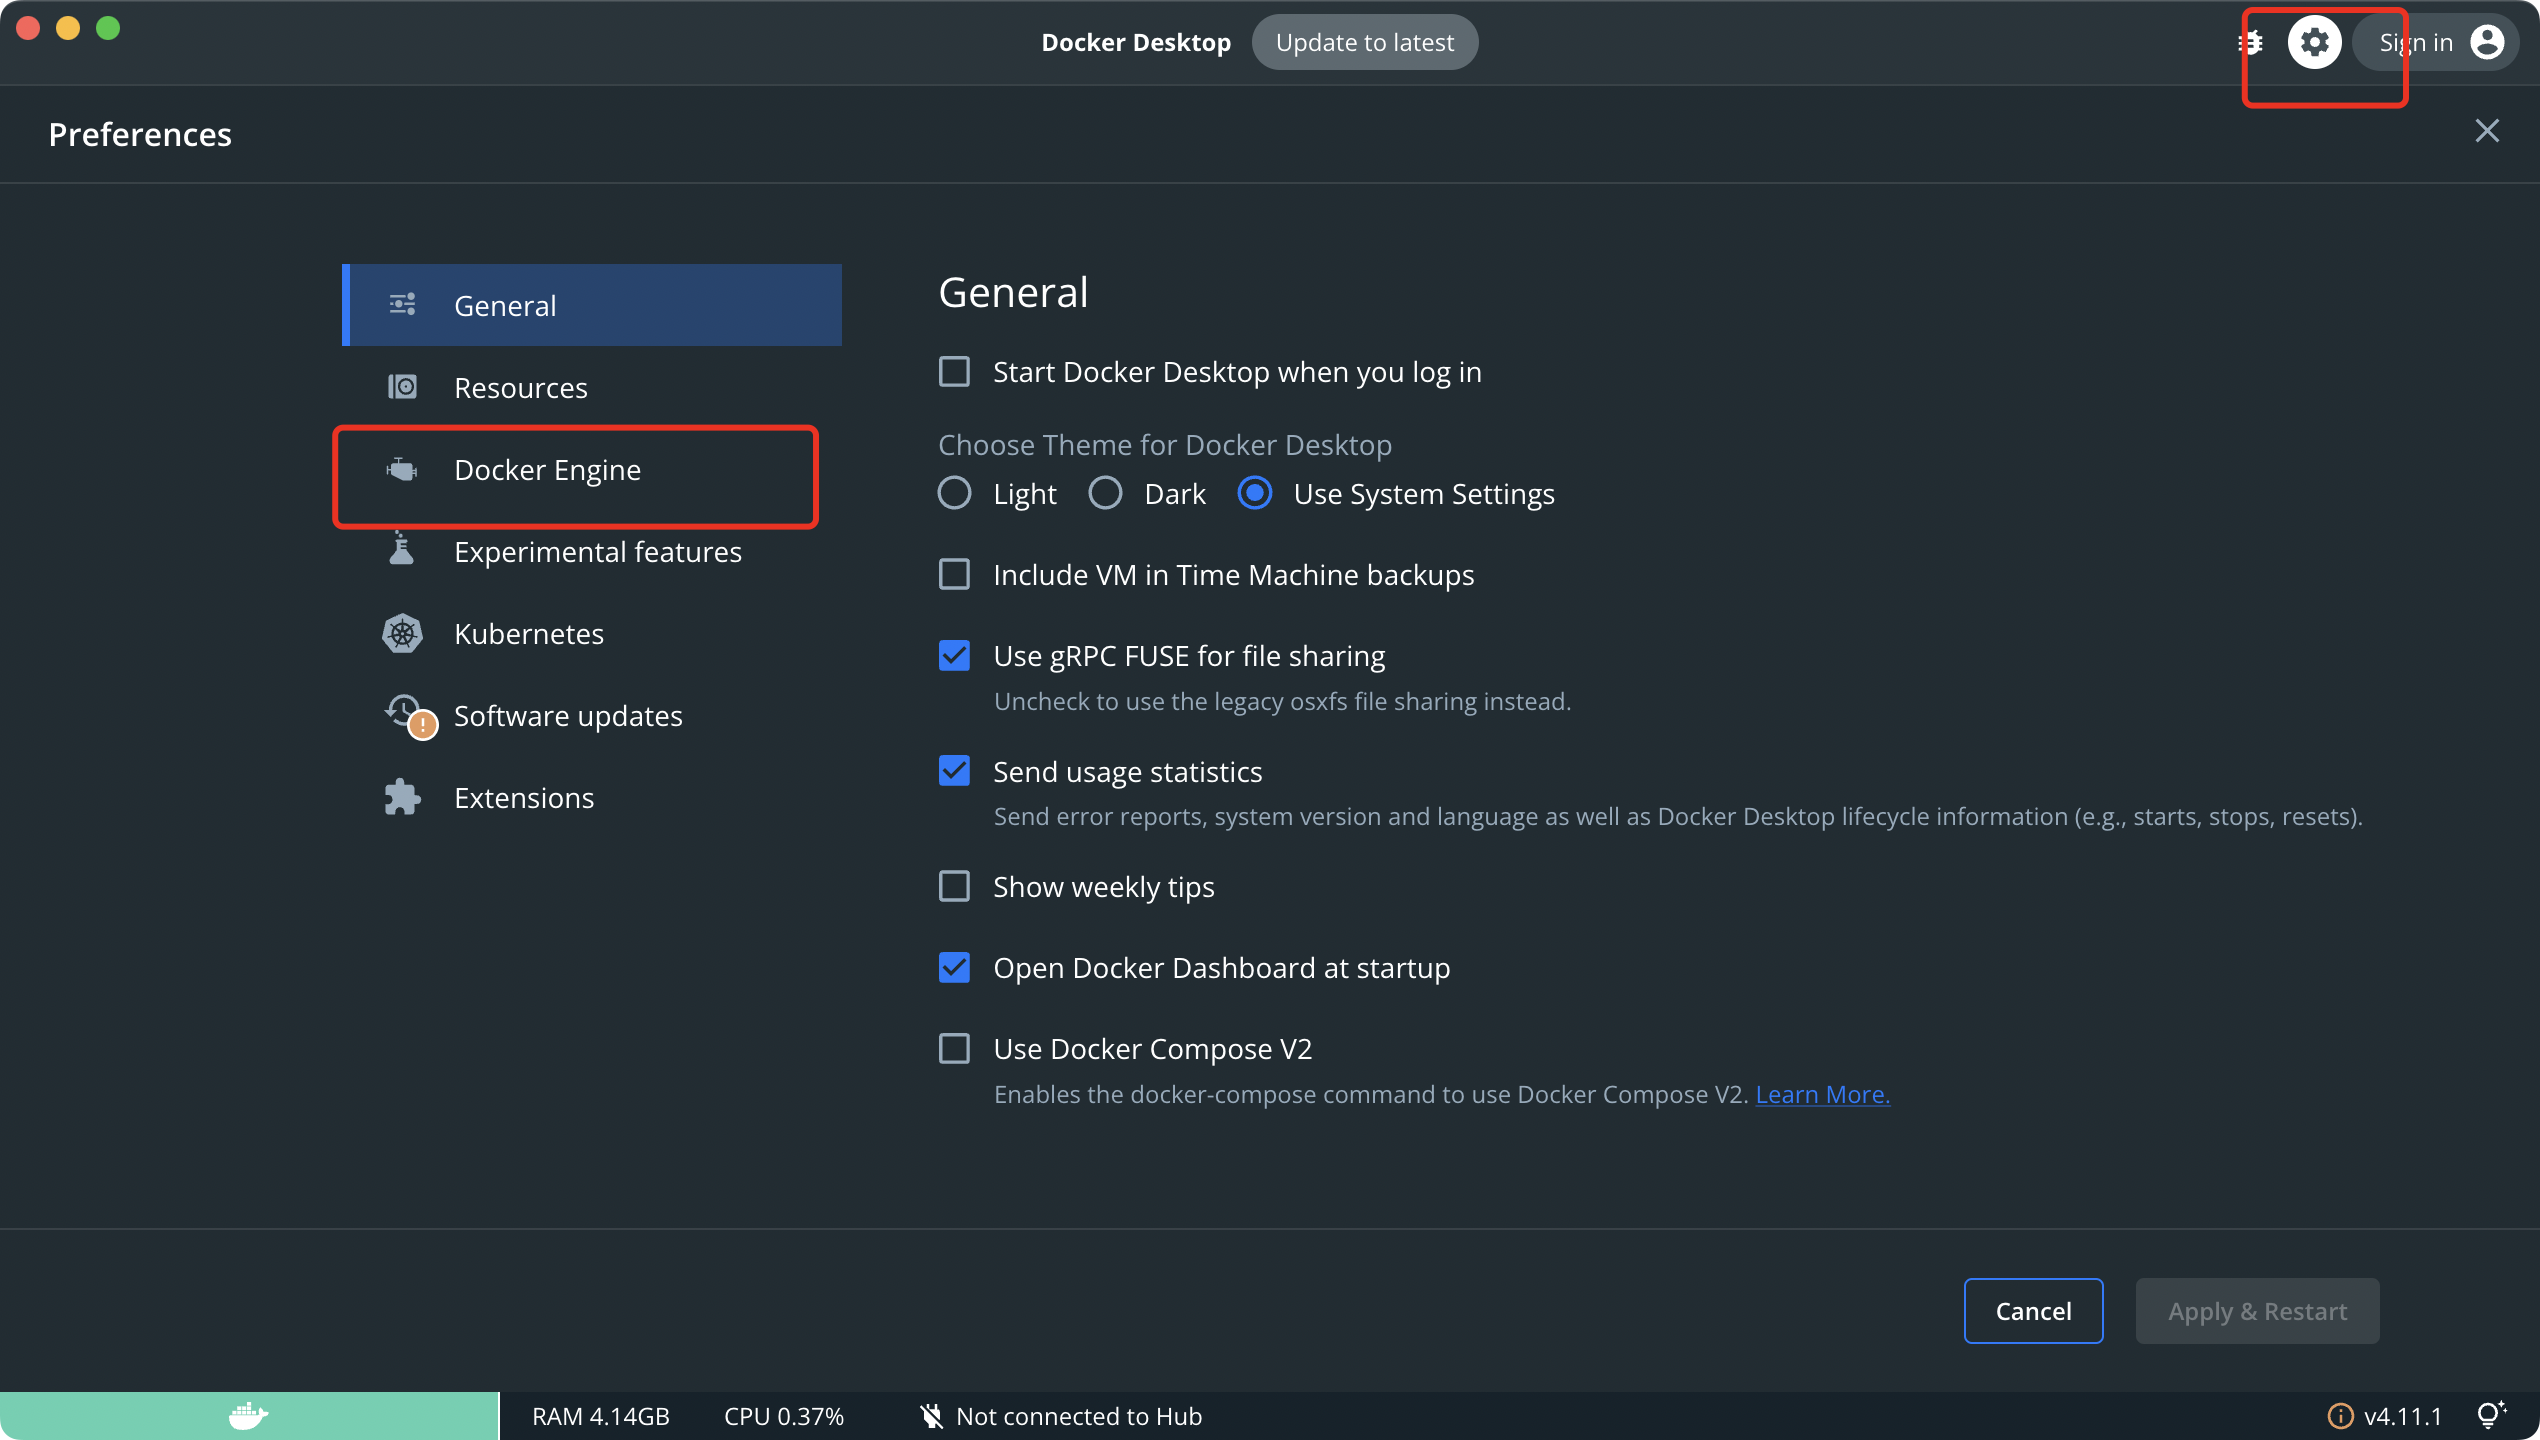 Docker Desktop
Update to latest
Sign in
Preferences
General
Resources
Docker Engine
Experimental features
Kubernetes
Software updates
Extensions
General
Start Docker Desktop when you log in
Choose Theme for Docker Desktop
Light Dark Use System Settings
Include VM in Time Machine backups
Use gRPC FUSE for file sharing
Uncheck to use the legacy osxfs file sharing instead.
Send usage statistics
Send error reports, system version and language as well as Docker Desktop lifecycle information (e.g., starts, stops, resets).
Show weekly tips
Open Docker Dashboard at startup
Use Docker Compose V2
Enables the docker-compose command to use Docker Compose V2. Learn More.
Cancel
Apply & Restart
RAM 4.14GB CPU 0.37% Not connected to Hub v4.11.1